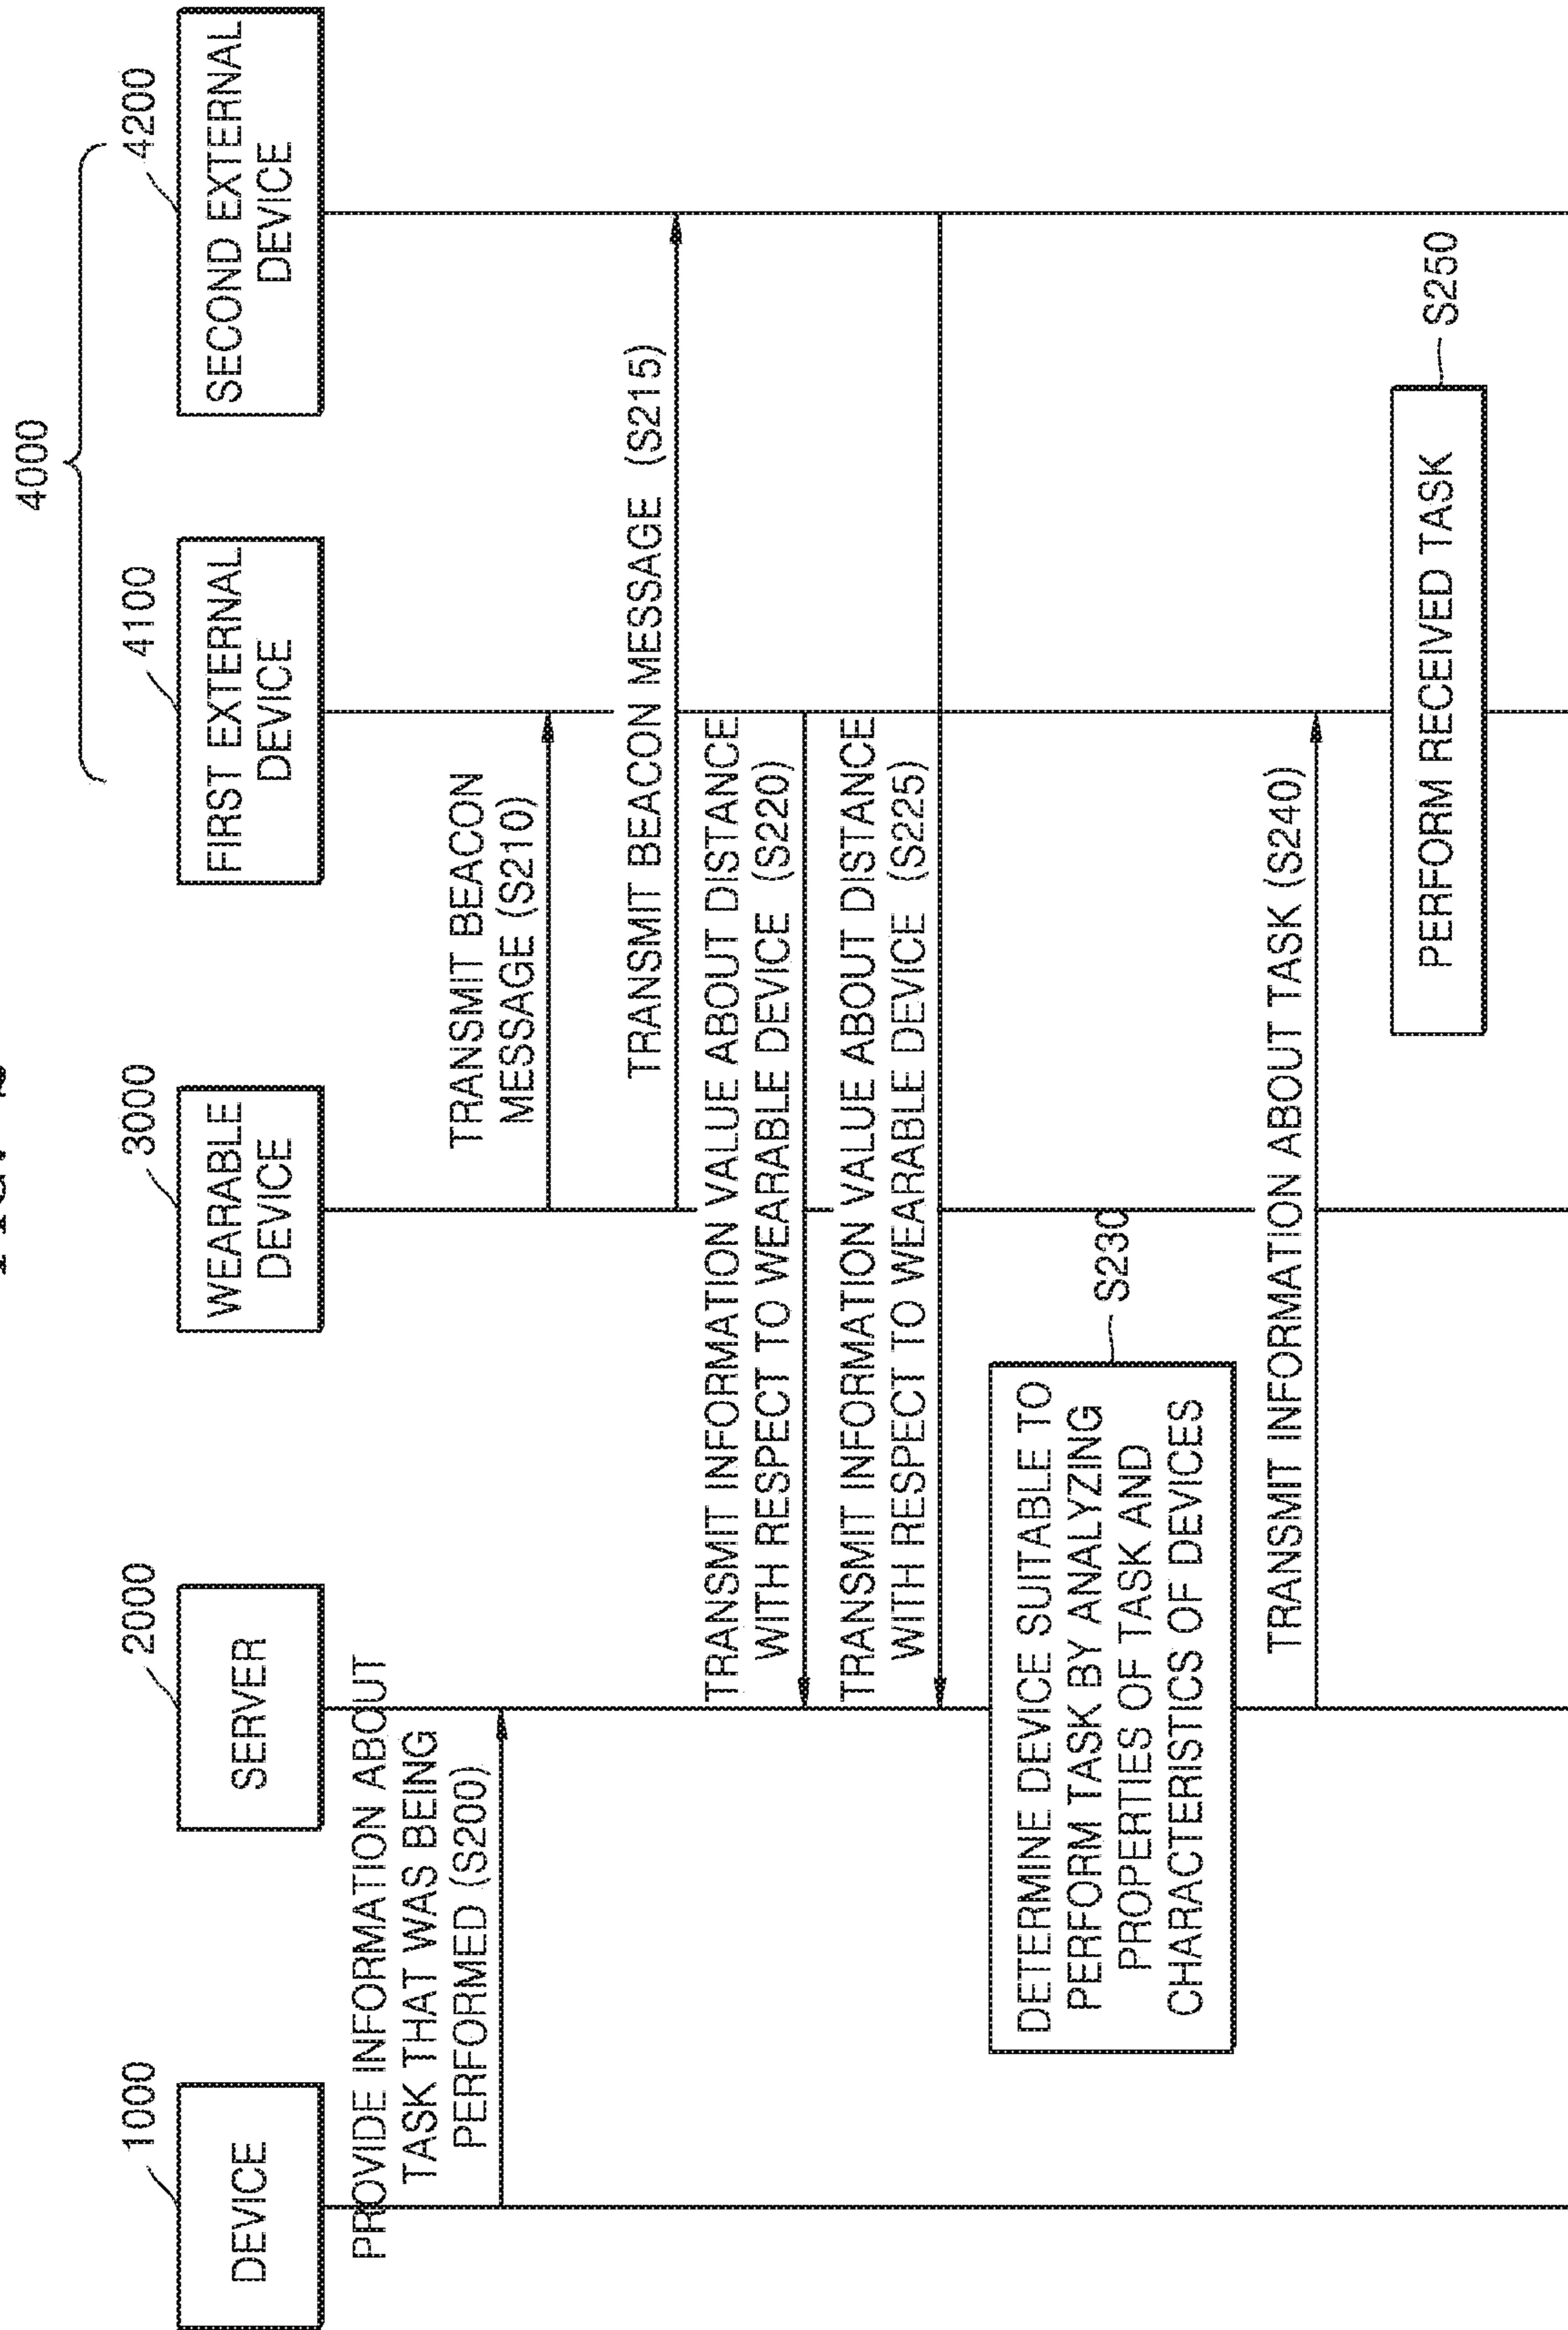 1000
DEVICE
2000
SERVER
3000
WEARABLE
DEVICE
4000
4100
FIRST EXTERNAL
DEVICE
4200
SECOND EXTERNAL
DEVICE
PROVIDE INFORMATION ABOUT
TASK THAT WAS BEING
PERFORMED (S200)
TRANSMIT BEACON
MESSAGE (S210)
TRANSMIT BEACON MESSAGE (S215)
TRANSMIT INFORMATION VALUE ABOUT DISTANCE
WITH RESPECT TO WEARABLE DEVICE (S220)
TRANSMIT INFORMATION VALUE ABOUT DISTANCE
WITH RESPECT TO WEARABLE DEVICE (S225)
DETERMINE DEVICE SUITABLE TO
PERFORM TASK BY ANALYZING
PROPERTIES OF TASK AND
CHARACTERISTICS OF DEVICES
S230
TRANSMIT INFORMATION ABOUT TASK (S240)
PERFORM RECEIVED TASK
S250